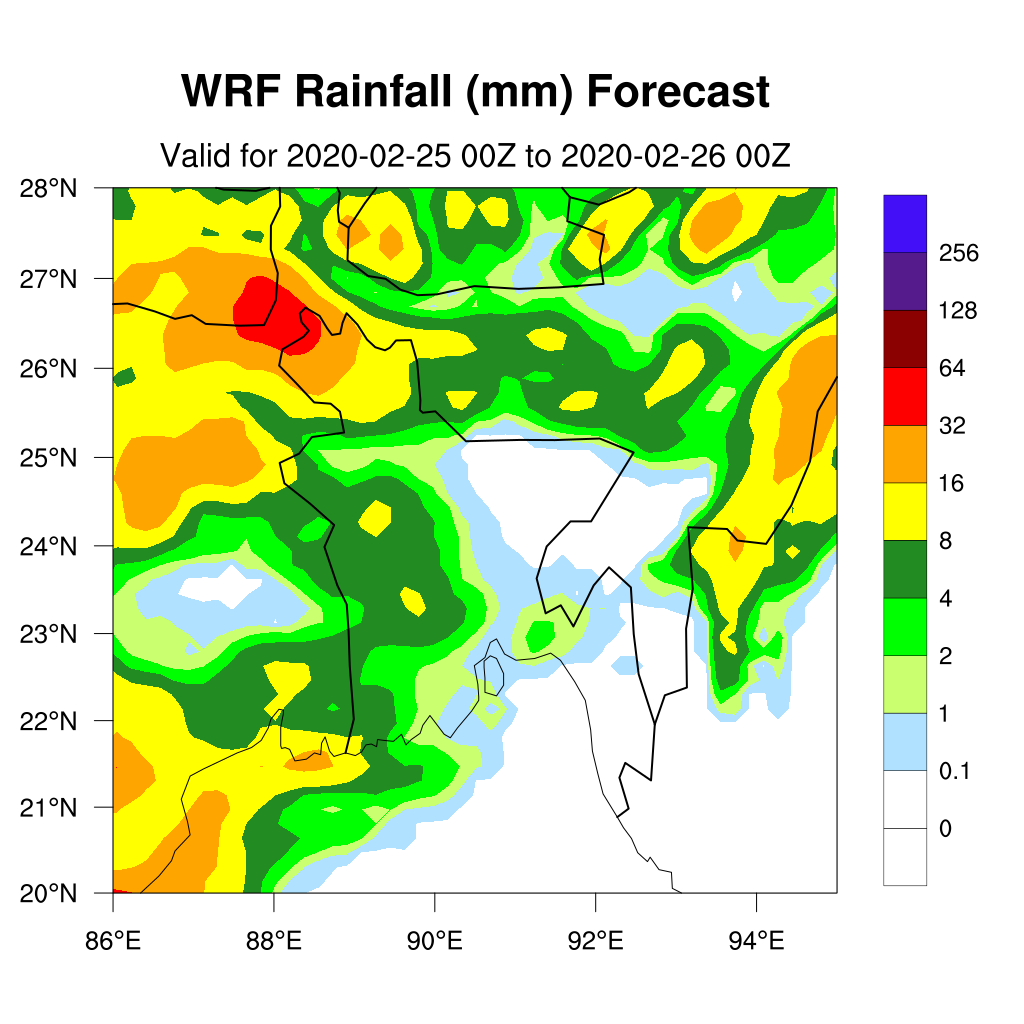 WRF Rainfall (mm) Forecast
Valid for 2020-02-25 00Z to 2020-02-26 00Z
28°N
27°N
26°N
25°N
24°N
23°N
22°N
21°N
20°N
86°E 88°E 90°E 92°E 94°E
256
128
64
32
16
8
4
2
1
0.1
0